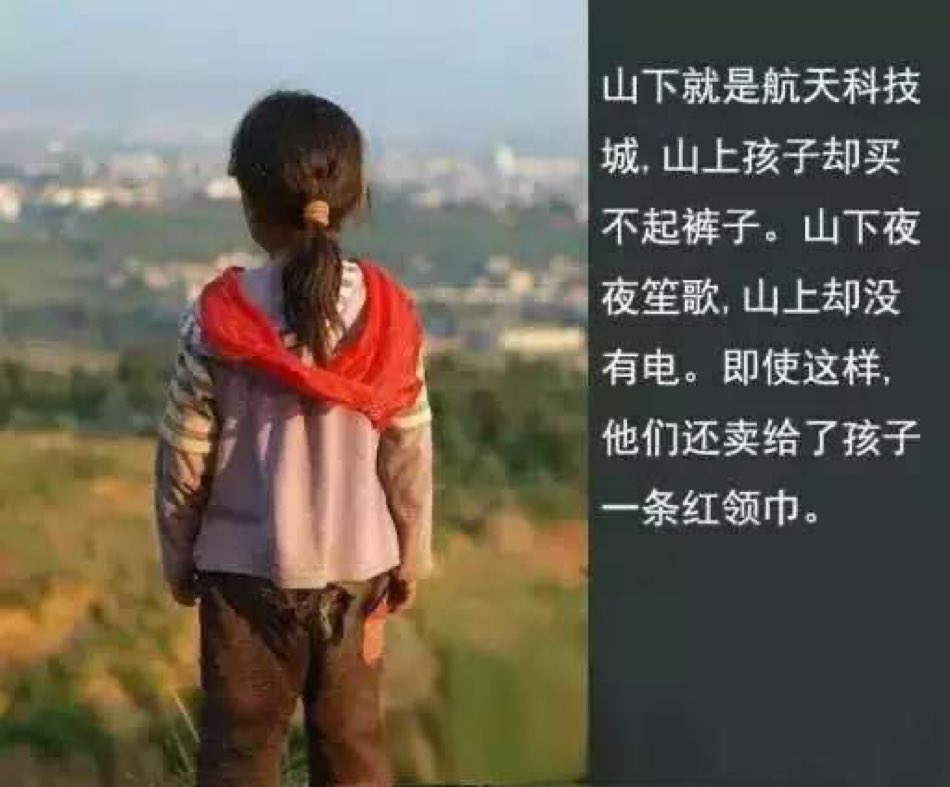 山下就是航天科技
城,山上孩子却买
不起裤子。山下夜
夜笙歌,山上却没
有电。即使这样,
他们还卖给了孩子
一条红领巾。